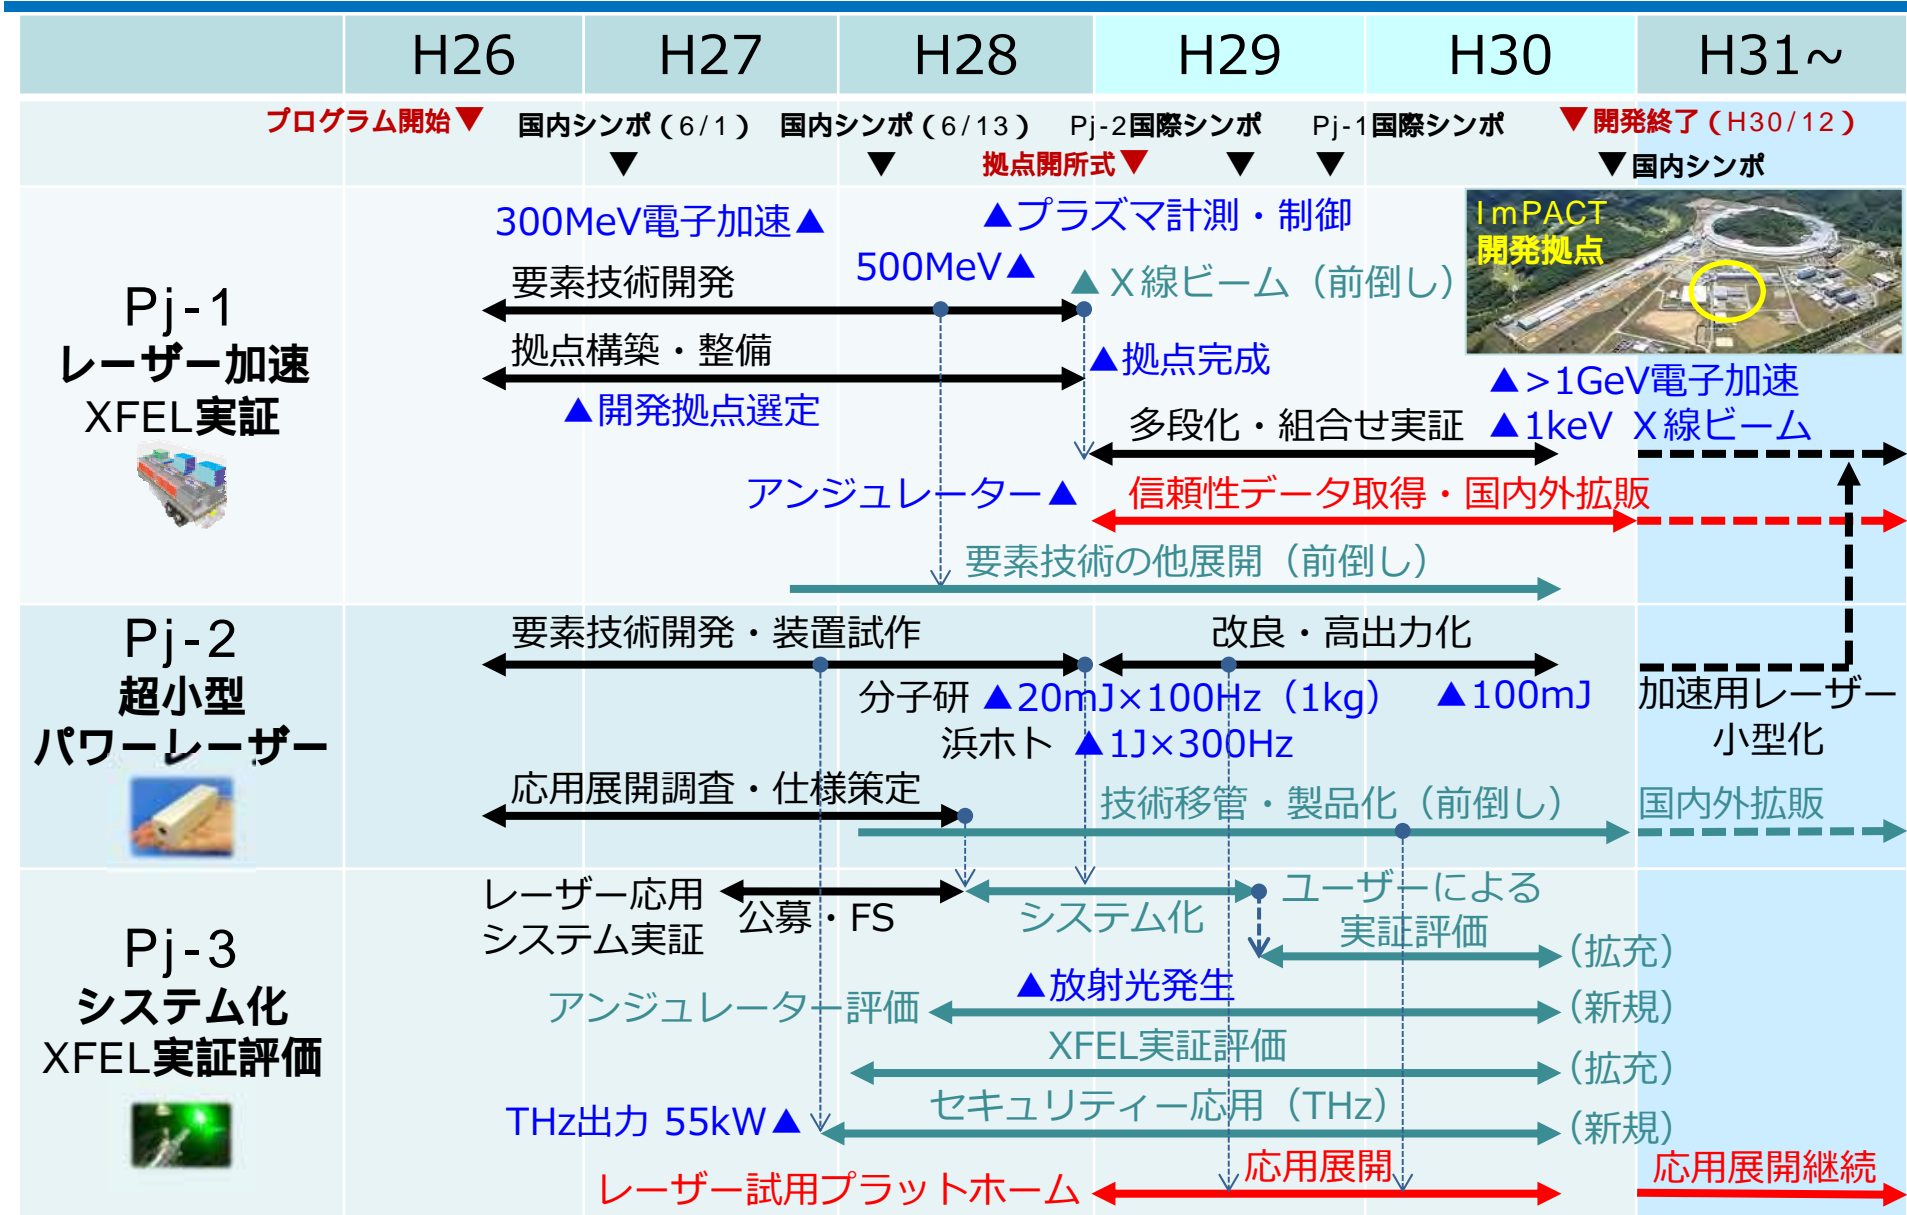 H26 H27 H28 H29 H30 H31~
プログラム開始▼ 国内シンポ（6/1） 国内シンポ（6/13） Pj-2国際シンポ Pj-1国際シンポ ▼開発終了（H30/12）
▼ ▼ 拠点開所式▼ ▼ ▼ ▼国内シンポ
Pj-1
レーザー加速
XFEL実証
300MeV電子加速▲
▲プラズマ計測・制御
500MeV▲
▲X線ビーム（前倒し）
要素技術開発
拠点構築・整備
▲拠点完成
▲開発拠点選定
ImPACT
開発拠点
▲>1GeV電子加速
多段化・組合せ実証
▲1keV X線ビーム
アンジュレーター▲
信頼性データ取得・国内外拡販
要素技術の他展開（前倒し）
Pj-2
超小型
パワーレーザー
要素技術開発・装置試作
改良・高出力化
分子研 ▲20mJ×100Hz（1kg） ▲100mJ
浜ホト ▲1J×300Hz
加速用レーザー
小型化
応用展開調査・仕様策定
技術移管・製品化（前倒し）
国内外拡販
Pj-3
システム化
XFEL実証評価
レーザー応用
システム実証
公募・FS
システム化
ユーザーによる
実証評価
（拡充）
▲放射光発生
アンジュレーター評価
（新規）
XFEL実証評価
（拡充）
セキュリティー応用（THz）
THz出力 55kW▲
（新規）
レーザー試用プラットホーム
応用展開
応用展開継続